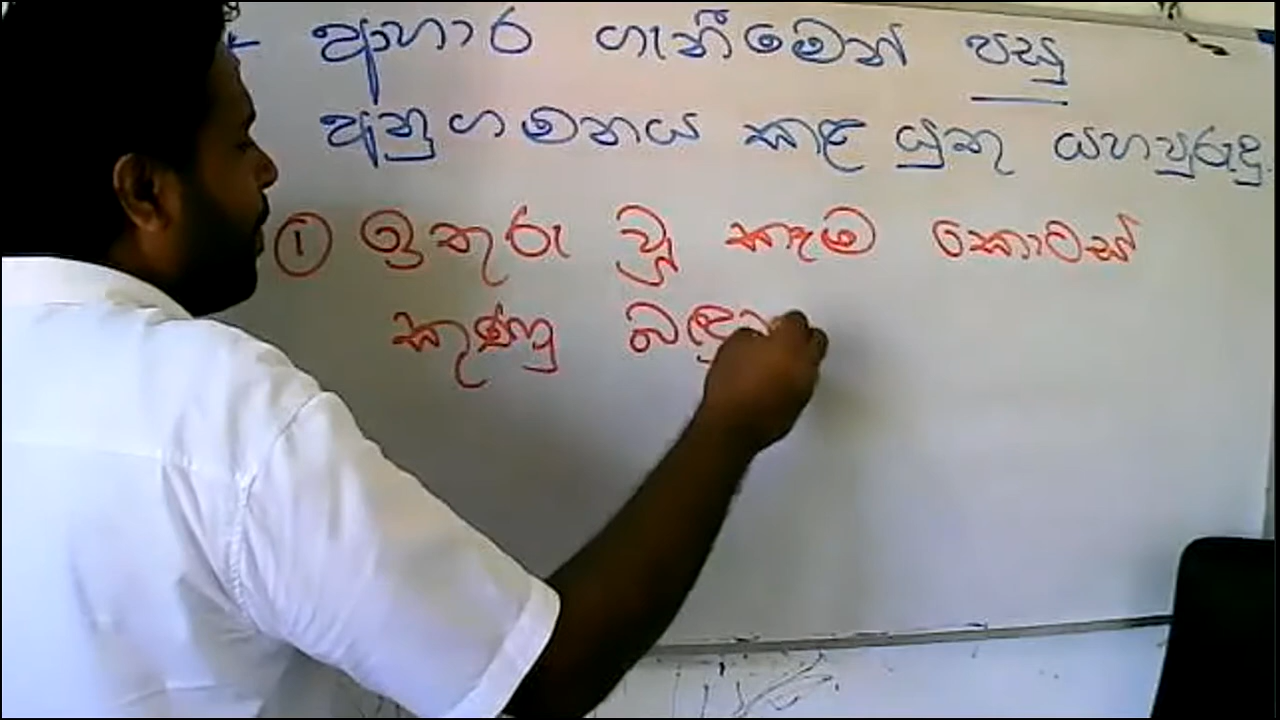 ආහාර ගැනීමෙන් පසු
අනුගමනය කළ යුතු යහපුරුදු
① ඉතුරු වූ කෑම කොටස්
කුණු